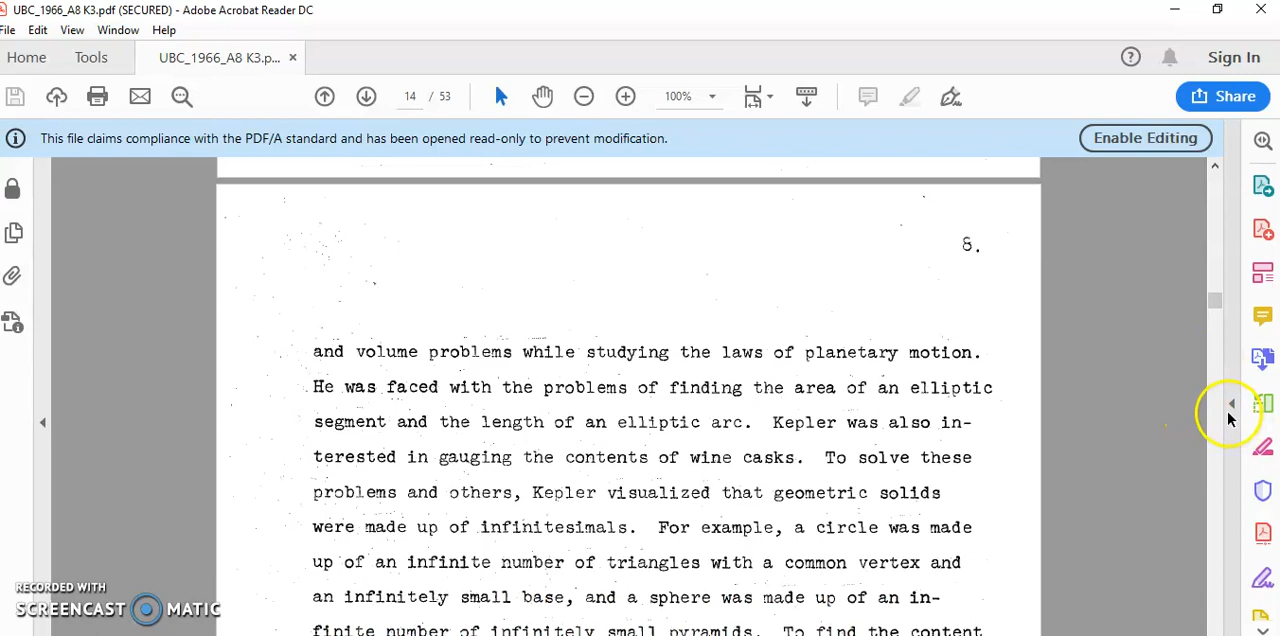 UBC_1966_A8 K3.pdf (SECURED) - Adobe Acrobat Reader DC
File Edit View Window Help
Home Tools UBC_1966_A8 K3.p... × Sign In
14 / 53 100% Share
This file claims compliance with the PDF/A standard and has been opened read-only to prevent modification. Enable Editing
8.
and volume problems while studying the laws of planetary motion.
He was faced with the problems of finding the area of an elliptic
segment and the length of an elliptic arc. Kepler was also in-
terested in gauging the contents of wine casks. To solve these
problems and others, Kepler visualized that geometric solids
were made up of infinitesimals. For example, a circle was made
up of an infinite number of triangles with a common vertex and
an infinitely small base, and a sphere was made up of an in-
finite number of infinitely small pyramids. To find the content
RECORDED WITH
SCREENCAST MATIC